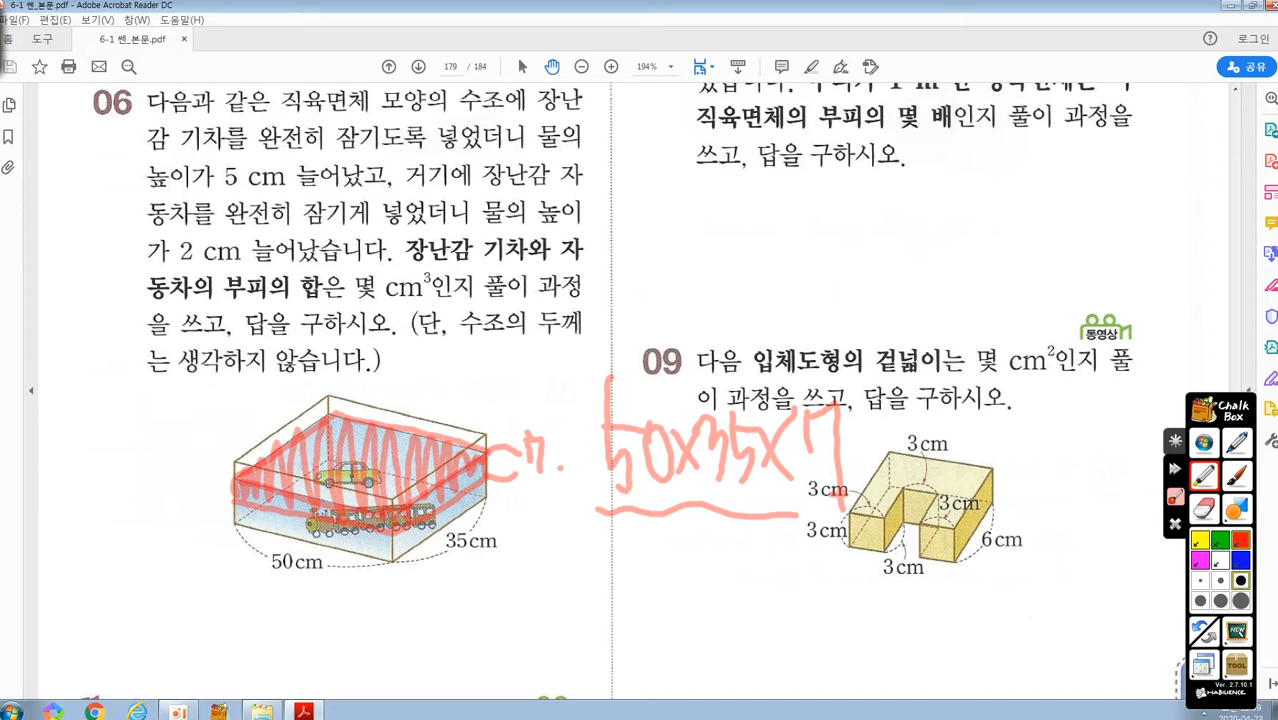 6-1 쎈_본문.pdf - Adobe Acrobat Reader DC
파일(F) 편집(E) 보기(V) 창(W) 도움말(H)
홈 도구 6-1 쎈_본문.pdf × 로그인
179 / 184 194% 공유
06 다음과 같은 직육면체 모양의 수조에 장난
감 기차를 완전히 잠기도록 넣었더니 물의
높이가 5 cm 늘어났고, 거기에 장난감 자
동차를 완전히 잠기게 넣었더니 물의 높이
가 2 cm 늘어났습니다. 장난감 기차와 자
동차의 부피의 합은 몇 cm³인지 풀이 과정
을 쓰고, 답을 구하시오. (단, 수조의 두께
는 생각하지 않습니다.)
50cm
35cm
50x35x7
직육면체의 부피의 몇 배인지 풀이 과정을
쓰고, 답을 구하시오.
동영상
09 다음 입체도형의 겉넓이는 몇 cm²인지 풀
이 과정을 쓰고, 답을 구하시오.
3cm
3cm
3cm
3cm
6cm
3cm
Chalk
Box
NEW
TOOL
Ver. 2.7.10.1
HABILIENCE
2020-04-23